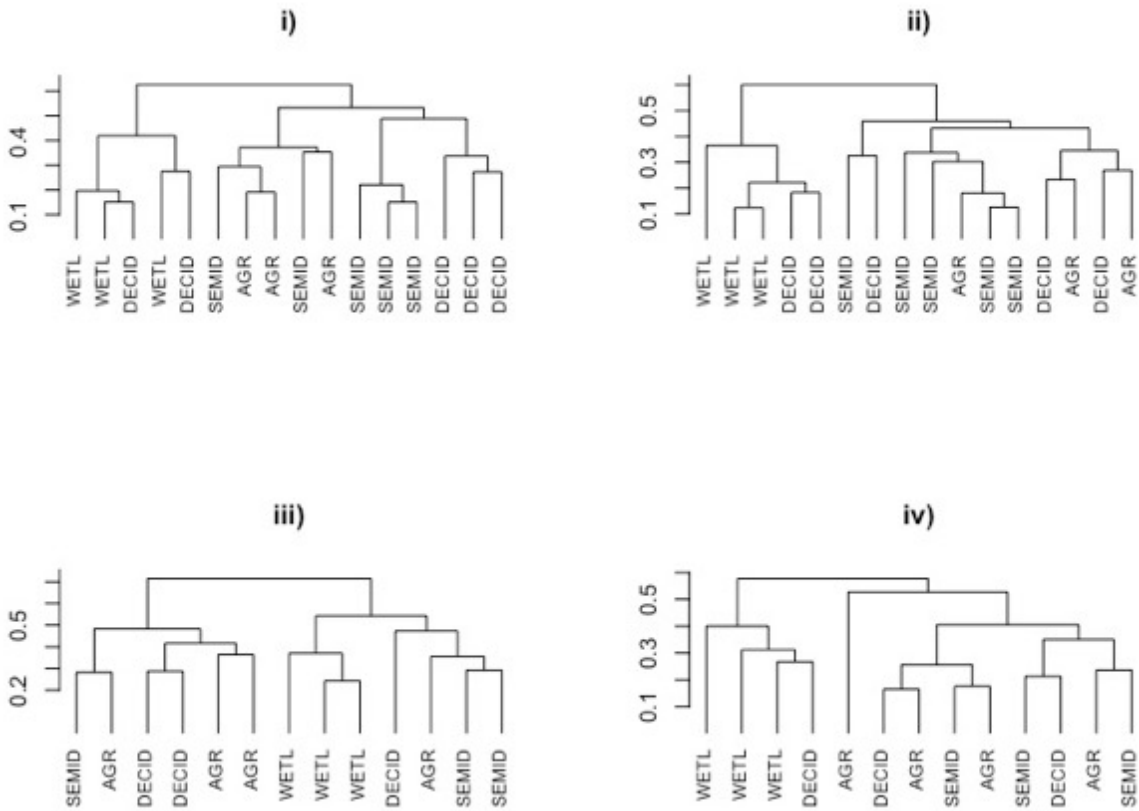 i)
0.4
0.1
WETL WETL DECID WETL DECID SEMID AGR AGR SEMID AGR SEMID SEMID SEMID DECID DECID DECID
ii)
0.5
0.3
0.1
WETL WETL WETL DECID DECID SEMID DECID SEMID SEMID AGR SEMID SEMID DECID AGR DECID AGR
iii)
0.5
0.2
SEMID AGR DECID DECID AGR AGR WETL WETL WETL DECID AGR SEMID SEMID
iv)
0.5
0.3
0.1
WETL WETL WETL DECID AGR DECID AGR SEMID AGR SEMID DECID AGR SEMID